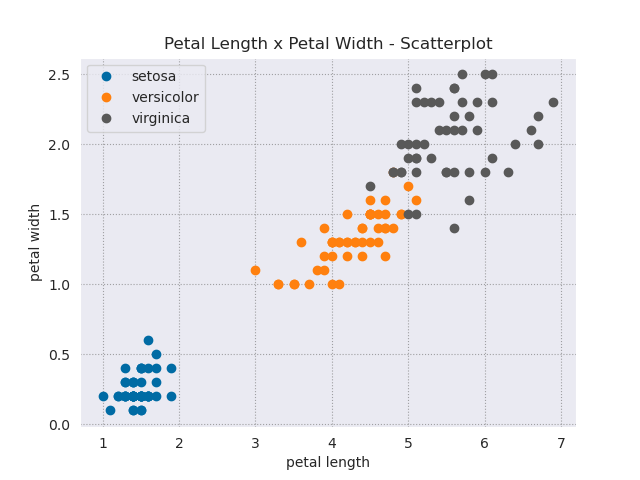 Petal Length x Petal Width - Scatterplot
setosa
versicolor
virginica
petal width
2.5
2.0
1.5
1.0
0.5
0.0
1 2 3 4 5 6 7
petal length